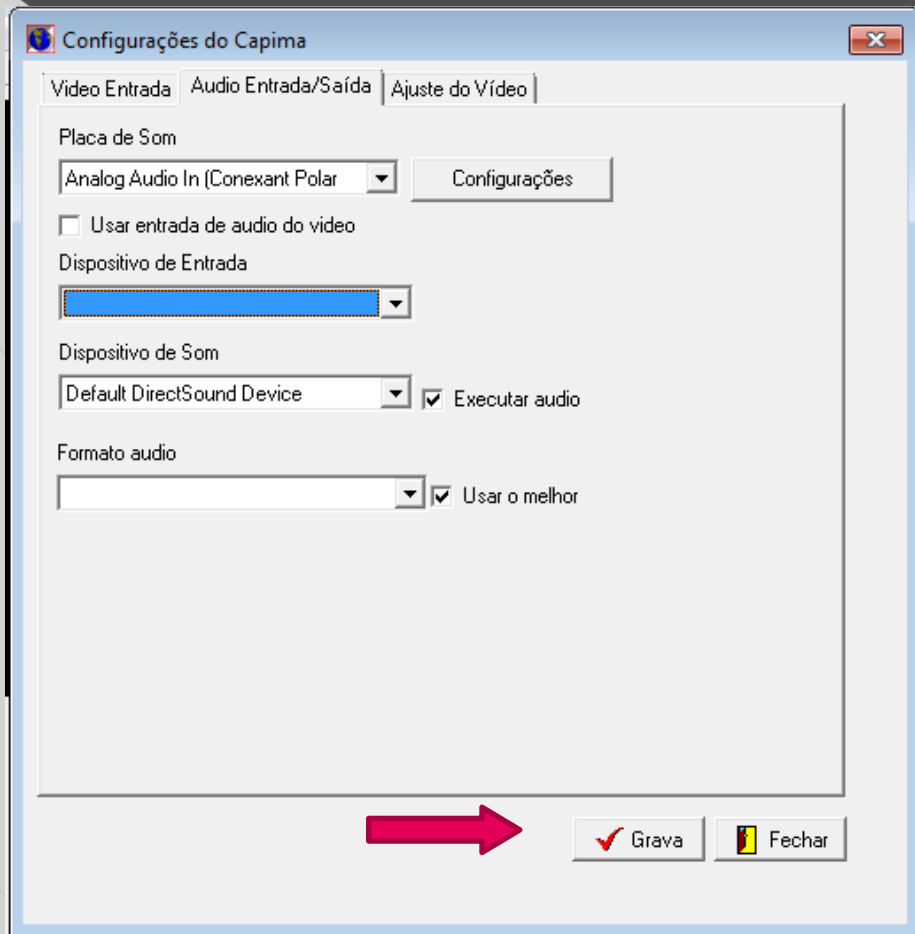 Configurações do Capima
Video Entrada
Audio Entrada/Saída
Ajuste do Vídeo
Placa de Som
Analog Audio In (Conexant Polar
Configurações
Usar entrada de audio do video
Dispositivo de Entrada
Dispositivo de Som
Default DirectSound Device
Executar audio
Formato audio
Usar o melhor
Grava
Fechar